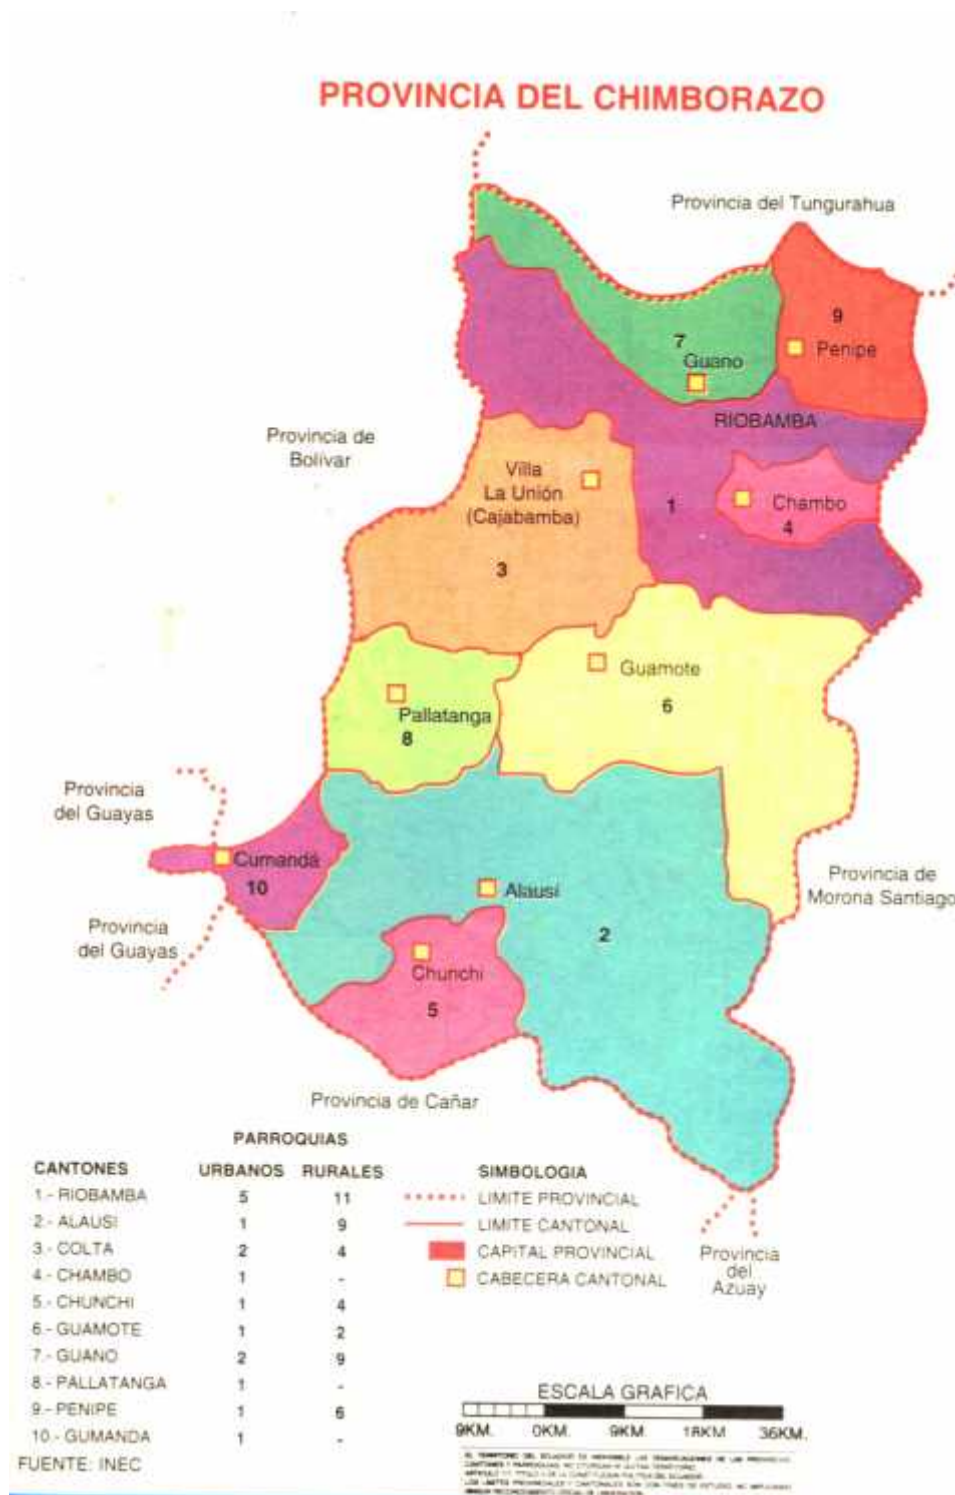 PROVINCIA DEL CHIMBORAZO
Provincia del Tungurahua
9
Penipe
7
Guano
RIOBAMBA
Provincia de
Bolívar
Villa
La Unión
(Cajabamba)
1
Chambo
4
3
Guamote
6
Pallatanga
8
Provincia
del Guayas
Cumandá
10
Alausí
Provincia de
Morona Santiago
Provincia
del Guayas
2
Chunchi
5
Provincia de Cañar
PARROQUIAS
CANTONES URBANOS RURALES
1.- RIOBAMBA 5 11
2.- ALAUSI 1 9
3.- COLTA 2 4
4.- CHAMBO 1 -
5.- CHUNCHI 1 4
6.- GUAMOTE 1 2
7.- GUANO 2 9
8.- PALLATANGA 1 -
9.- PENIPE 1 6
10.- GUMANDA 1 -
FUENTE: INEC
SIMBOLOGIA
LIMITE PROVINCIAL
LIMITE CANTONAL
CAPITAL PROVINCIAL
CABECERA CANTONAL
Provincia
del
Azuay
ESCALA GRAFICA
9KM. 0KM. 9KM. 18KM 36KM.